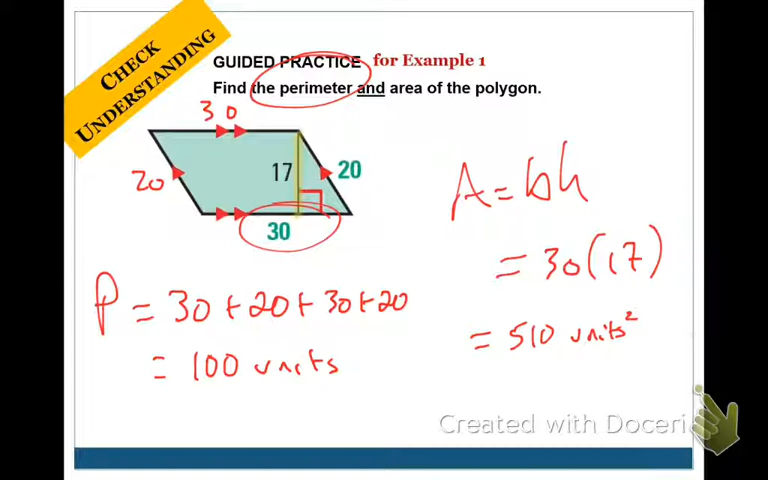 CHECK
UNDERSTANDING
GUIDED PRACTICE for Example 1
Find the perimeter and area of the polygon.
30
17
20
20
30
A = bh
= 30(17)
= 510 units²
P = 30 + 20 + 30 + 20
= 100 units
Created with Doceri